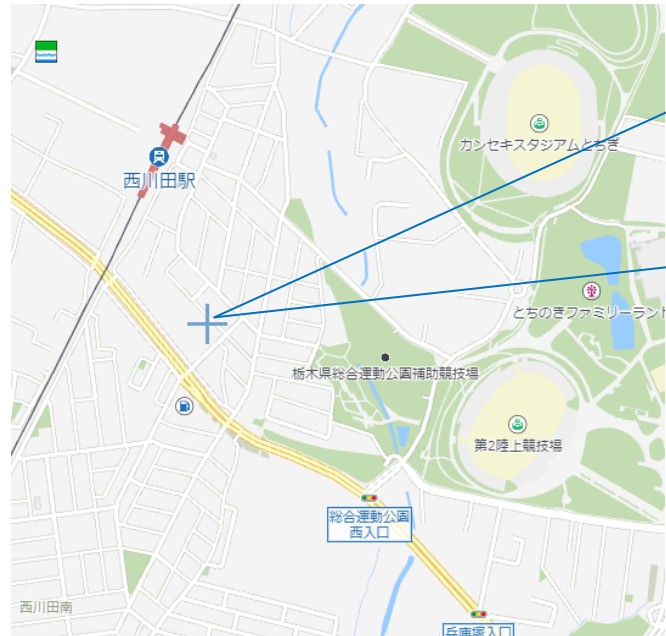 カンセキスタジアムとちぎ
西川田駅
とちのきファミリーランド
栃木県総合運動公園補助競技場
第2陸上競技場
総合運動公園
西入口
西川田南
兵庫塚入口